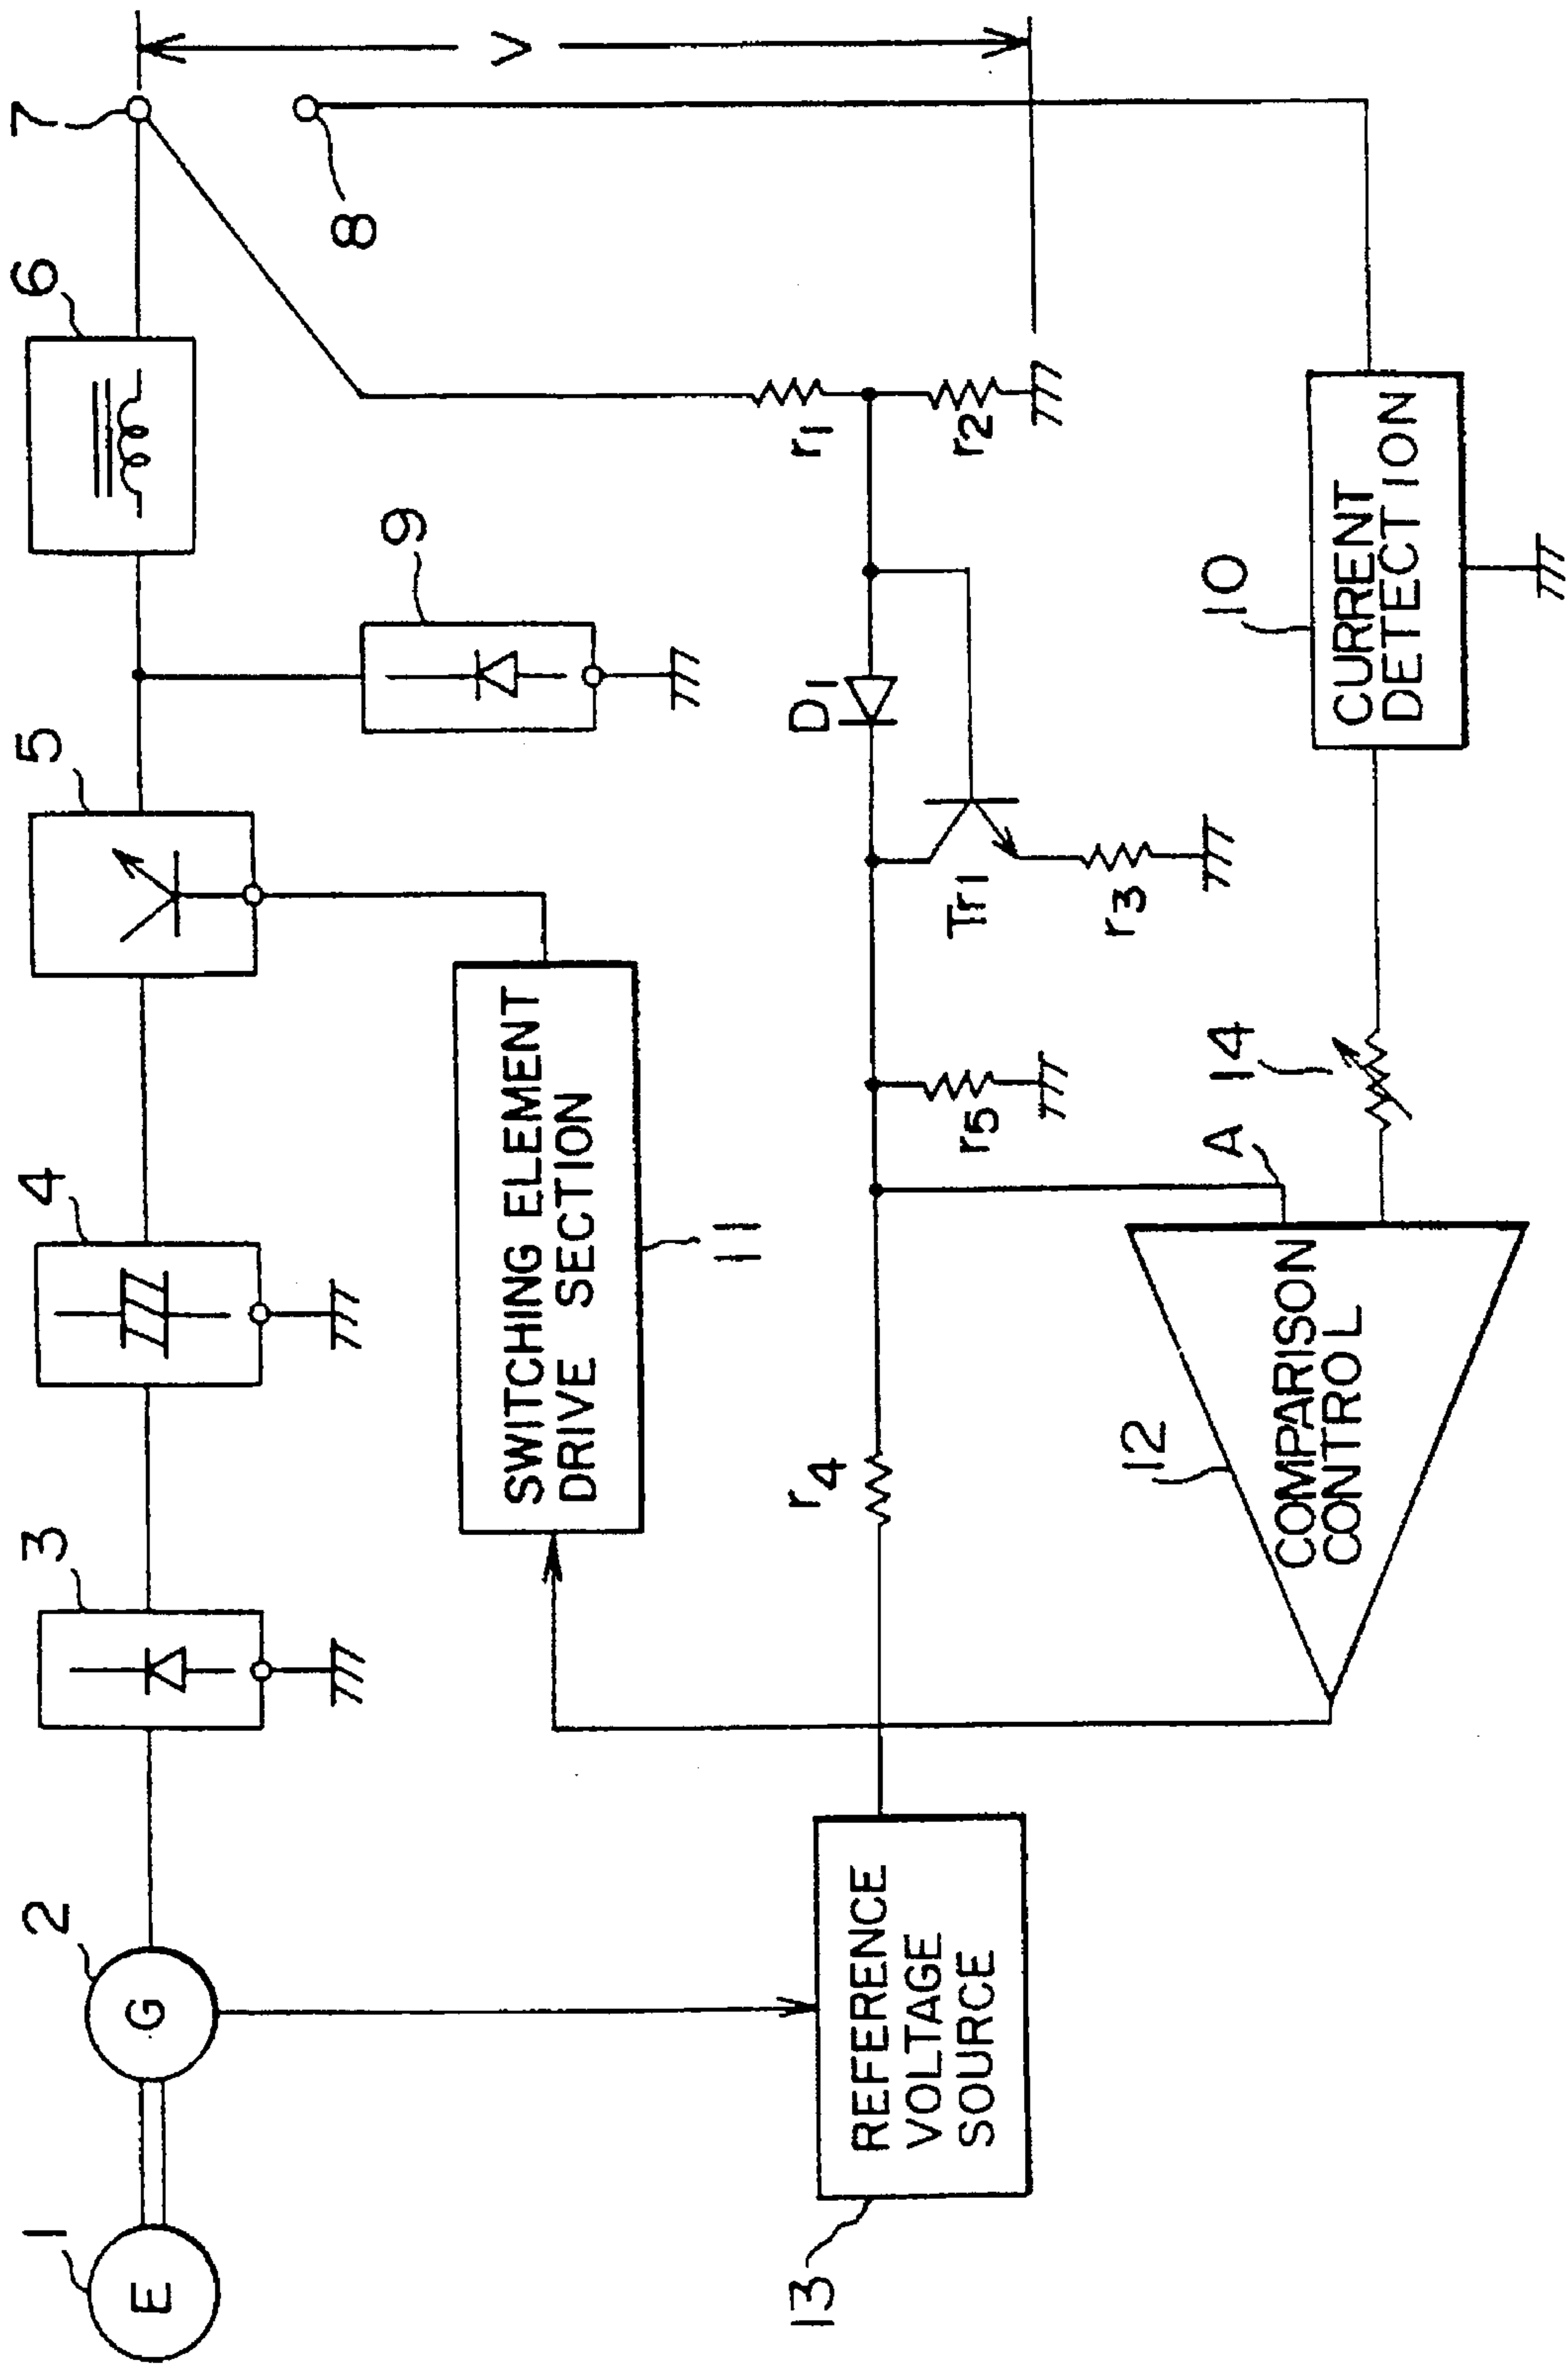 1
2
3
4
5
6
7
E
G
8
V
9
SWITCHING ELEMENT
DRIVE SECTION
11
r4
r5
D1
Tr1
r3
r1
r2
13
REFERENCE
VOLTAGE
SOURCE
12
COMPARISON
CONTROL
A
14
10
CURRENT
DETECTION